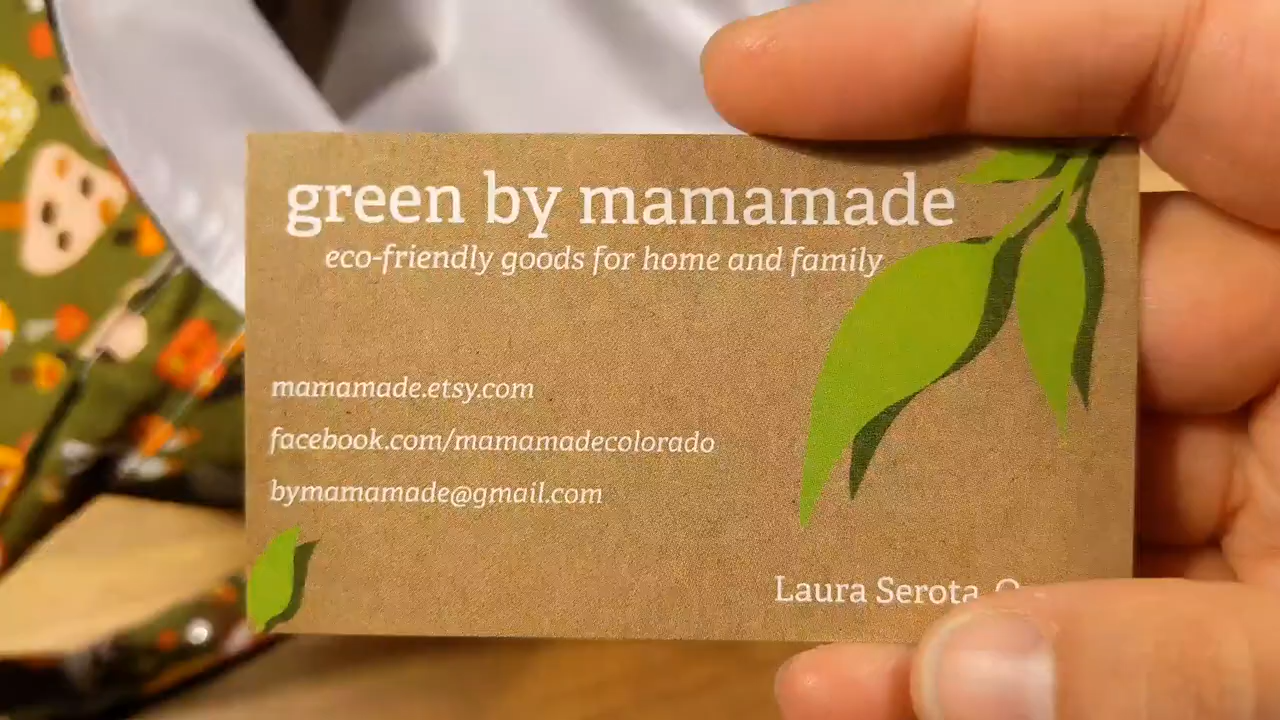 green by mamamade
eco-friendly goods for home and family
mamamade.etsy.com
facebook.com/mamamadecolorado
bymamamade@gmail.com
Laura Serota,